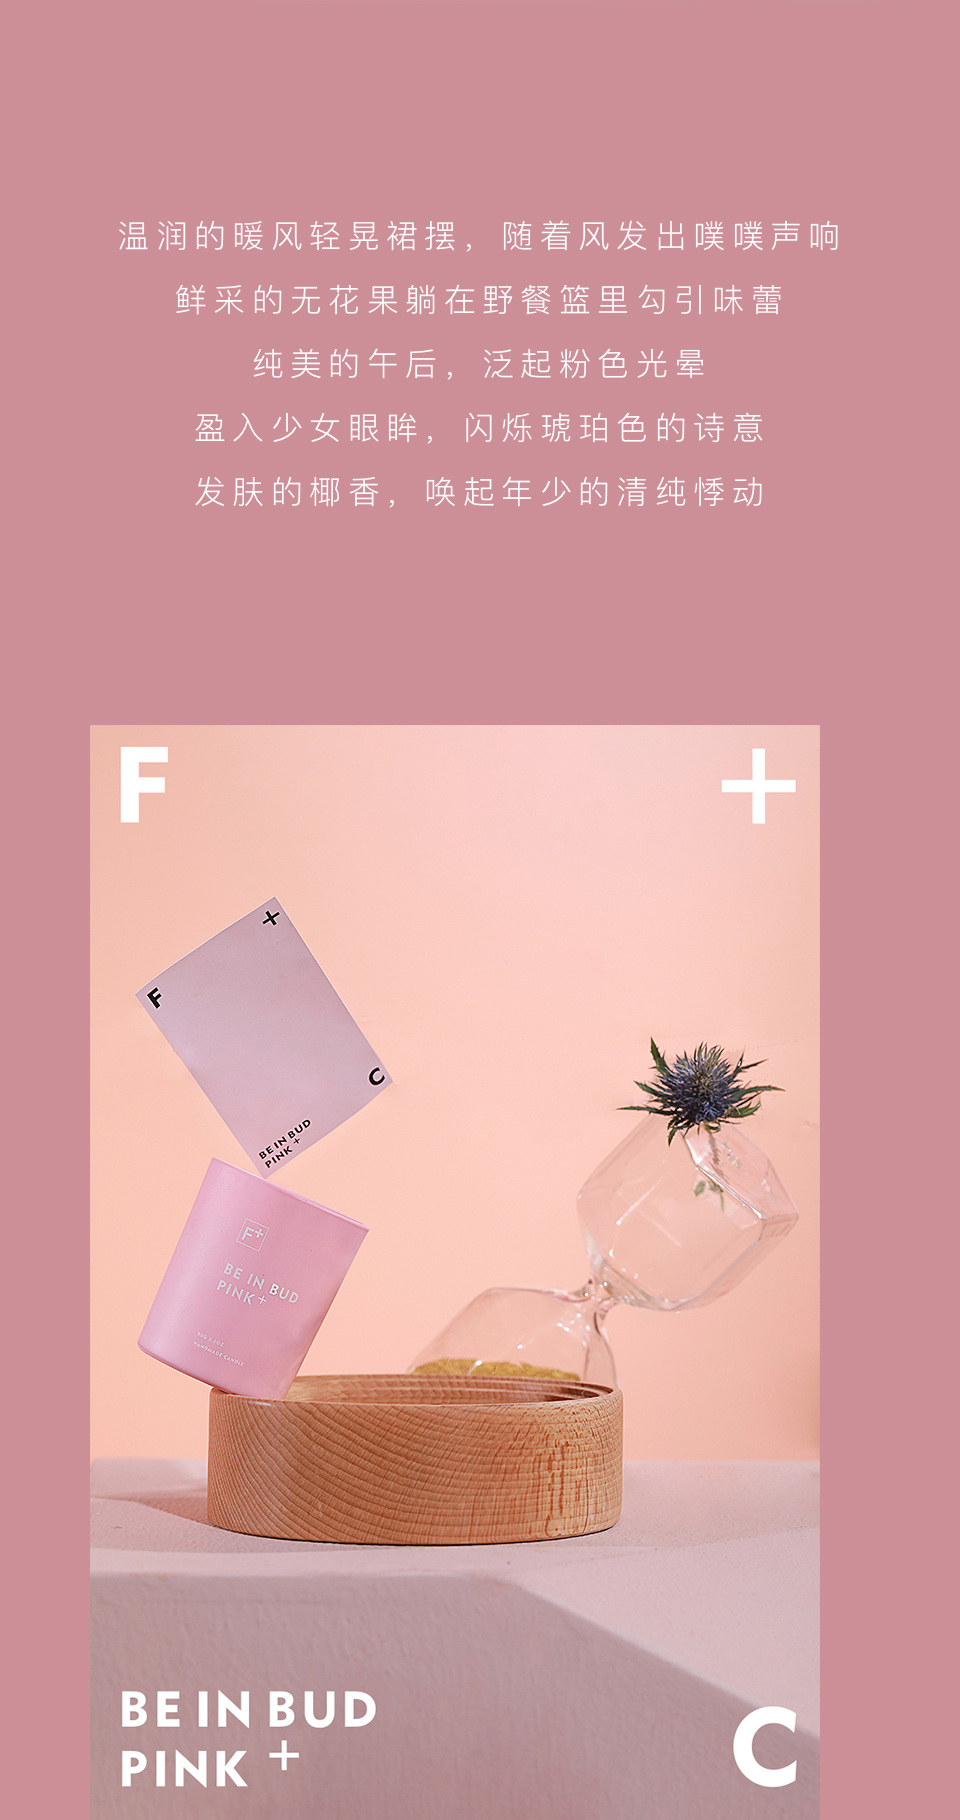 温润的暖风轻晃裙摆，随着风发出噗噗声响
鲜采的无花果躺在野餐篮里勾引味蕾
纯美的午后，泛起粉色光晕
盈入少女眼眸，闪烁琥珀色的诗意
发肤的椰香，唤起年少的清纯悸动
F +
+
F
C
BE IN BUD
PINK +
F+
BE IN BUD
PINK +
HANDMADE CANDLE
BE IN BUD
PINK +
C